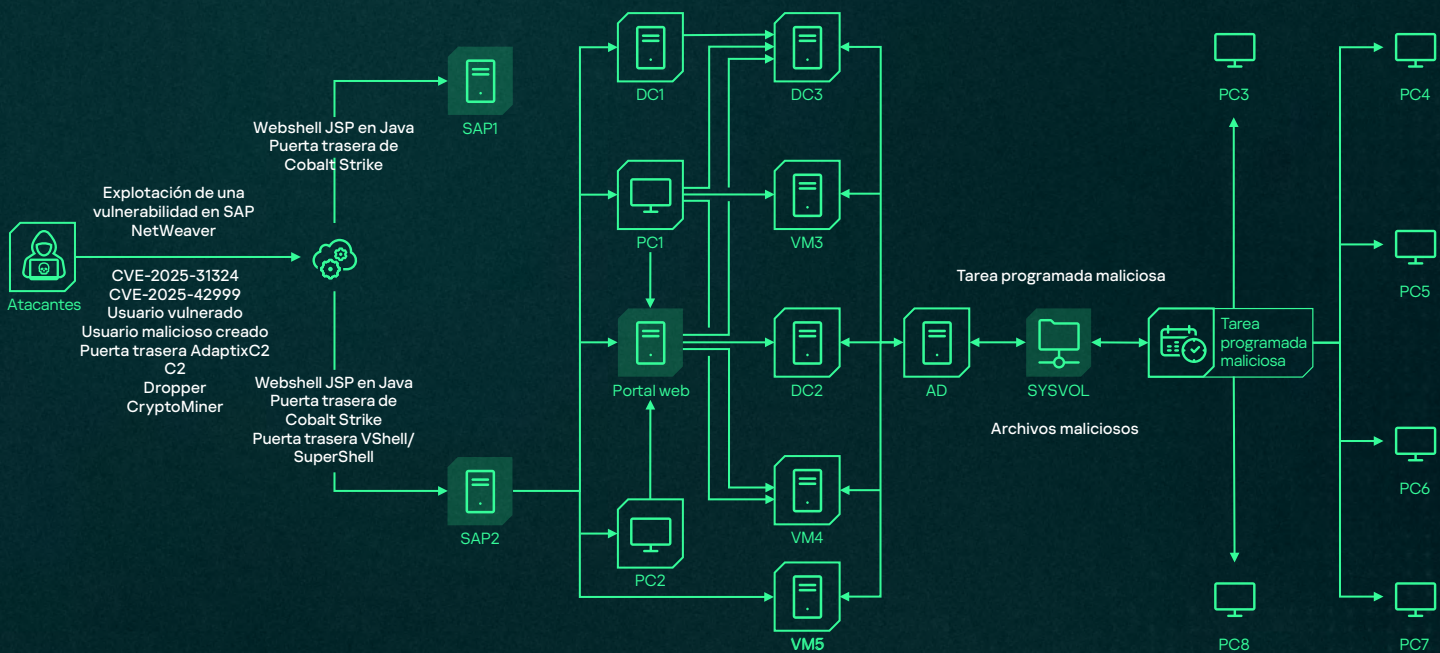 Atacantes
Explotación de una
vulnerabilidad en SAP
NetWeaver
CVE-2025-31324
CVE-2025-42999
Usuario vulnerado
Usuario malicioso creado
Puerta trasera AdaptixC2
C2
Dropper
CryptoMiner
Webshell JSP en Java
Puerta trasera de
Cobalt Strike
Webshell JSP en Java
Puerta trasera de
Cobalt Strike
Puerta trasera VShell/
SuperShell
SAP1
SAP2
DC1
PC1
Portal web
PC2
DC3
VM3
DC2
VM4
VM5
AD
Tarea programada maliciosa
SYSVOL
Archivos maliciosos
Tarea
programada
maliciosa
PC3
PC8
PC4
PC5
PC6
PC7